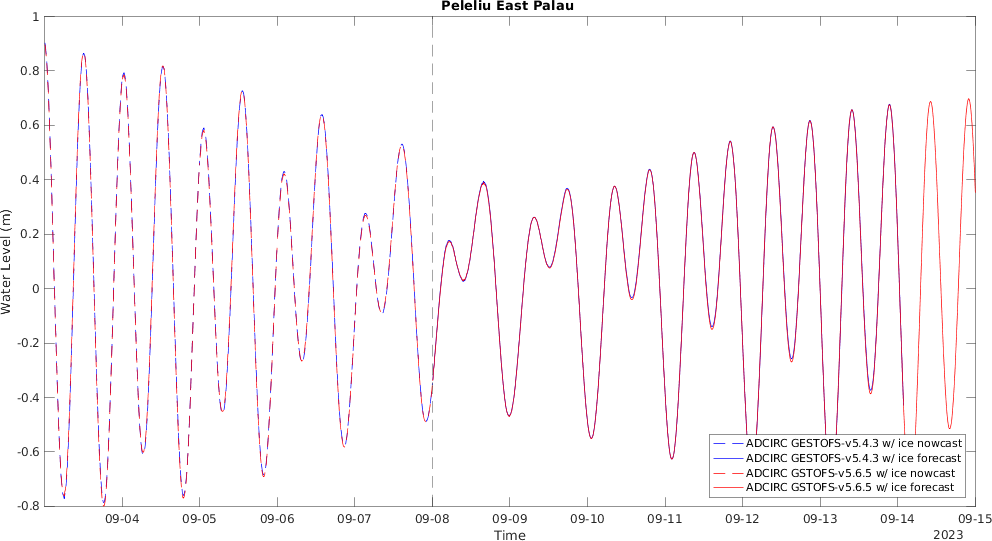 Peleliu East Palau
1
0.8
0.6
0.4
0.2
0
-0.2
-0.4
-0.6
-0.8
Water Level (m)
ADCIRC GESTOFS-v5.4.3 w/ ice nowcast
ADCIRC GESTOFS-v5.4.3 w/ ice forecast
ADCIRC GSTOFS-v5.6.5 w/ ice nowcast
ADCIRC GSTOFS-v5.6.5 w/ ice forecast
09-04 09-05 09-06 09-07 09-08 09-09 09-10 09-11 09-12 09-13 09-14 09-15
Time
2023